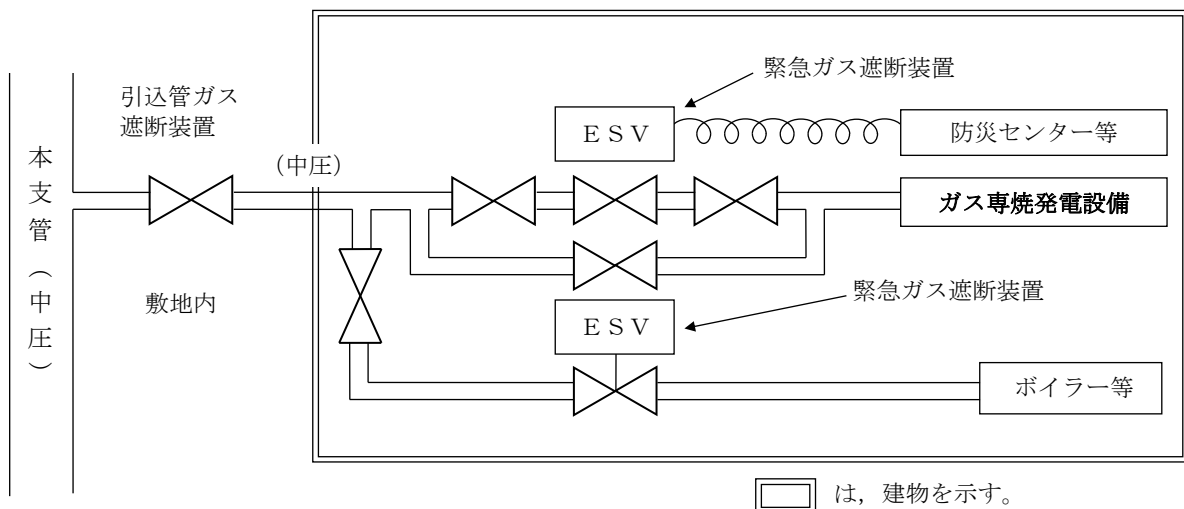 引込管ガス
遮断装置
緊急ガス遮断装置
ＥＳＶ
防災センター等
（中圧）
本支管（中圧）
ガス専焼発電設備
敷地内
緊急ガス遮断装置
ＥＳＶ
ボイラー等
は，建物を示す。